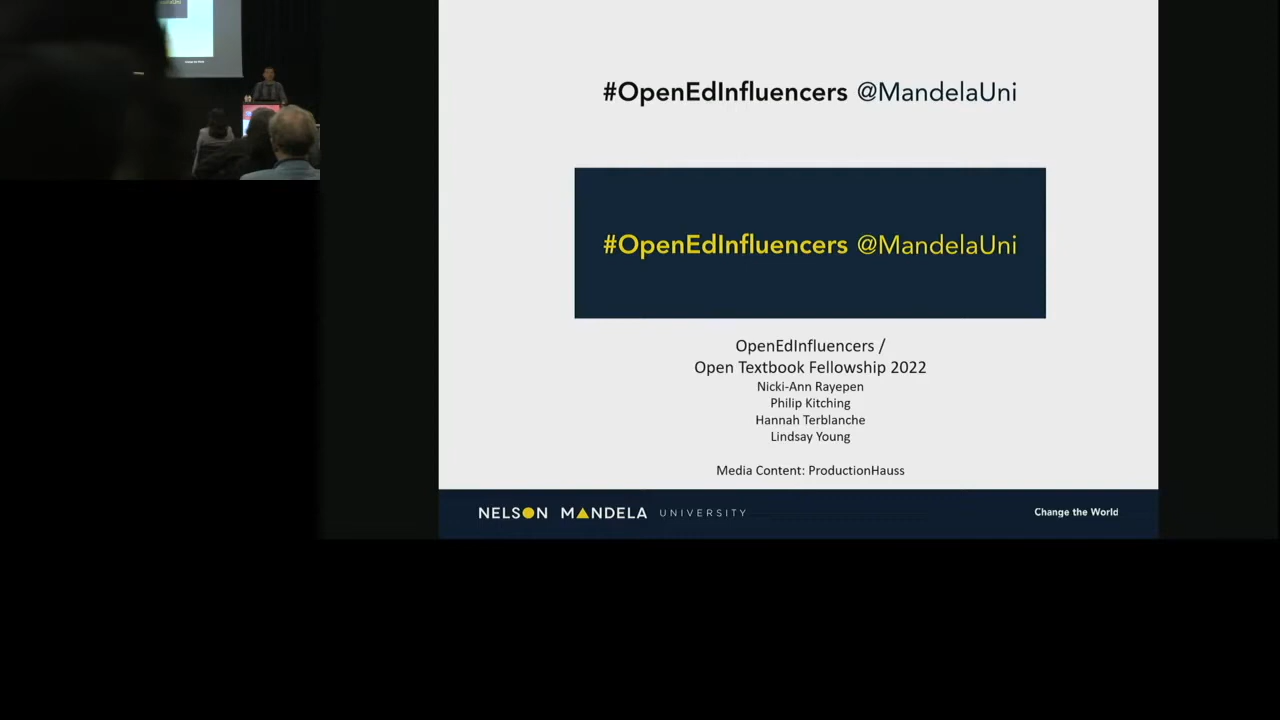 #OpenEdInfluencers @MandelaUni
#OpenEdInfluencers @MandelaUni
OpenEdInfluencers /
Open Textbook Fellowship 2022
Nicki-Ann Rayepen
Philip Kitching
Hannah Terblanche
Lindsay Young
Media Content: ProductionHauss
NELSON MANDELA UNIVERSITY
Change the World